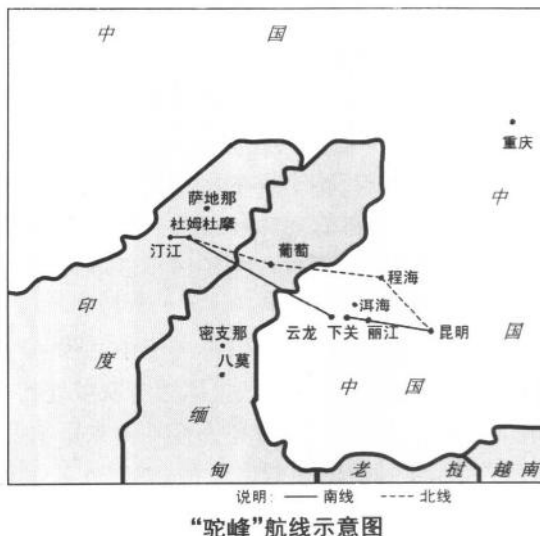 中 国
重庆
中
萨地那
杜姆杜摩
汀江
葡萄
程海
洱海
印
度
密支那
八莫
云龙 下关 丽江 昆明
国
中 国
缅
甸
老 挝 越 南
说明： 南线 北线
“驼峰”航线示意图